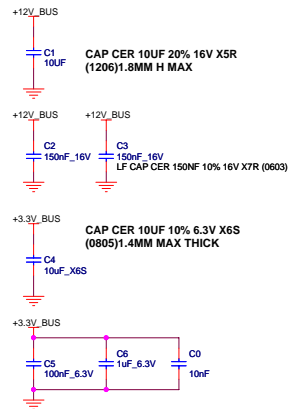 +12V_BUS
C1
10UF
CAP CER 10UF 20% 16V X5R
(1206)1.8MM H MAX
+12V_BUS
+12V_BUS
C2
150nF_16V
C3
150nF_16V
LF CAP CER 150NF 10% 16V X7R (0603)
+3.3V_BUS
CAP CER 10UF 10% 6.3V X6S
(0805)1.4MM MAX THICK
C4
10uF_X6S
+3.3V_BUS
C5
100nF_6.3V
C6
1uF_6.3V
C0
10nF